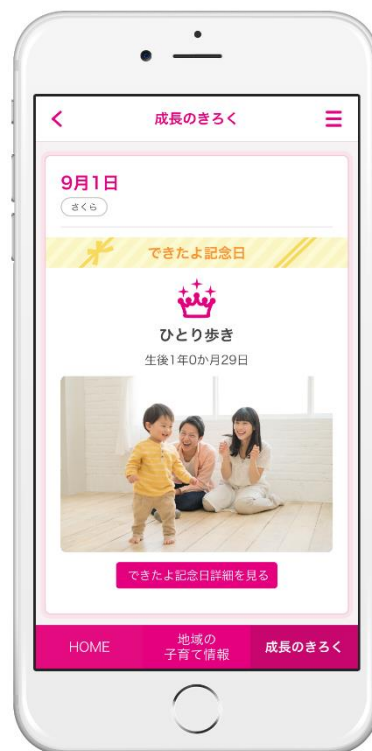 成長のきろく
9月1日
さくら
できたよ記念日
ひとり歩き
生後1年0か月29日
できたよ記念日詳細を見る
HOME
地域の
子育て情報
成長のきろく